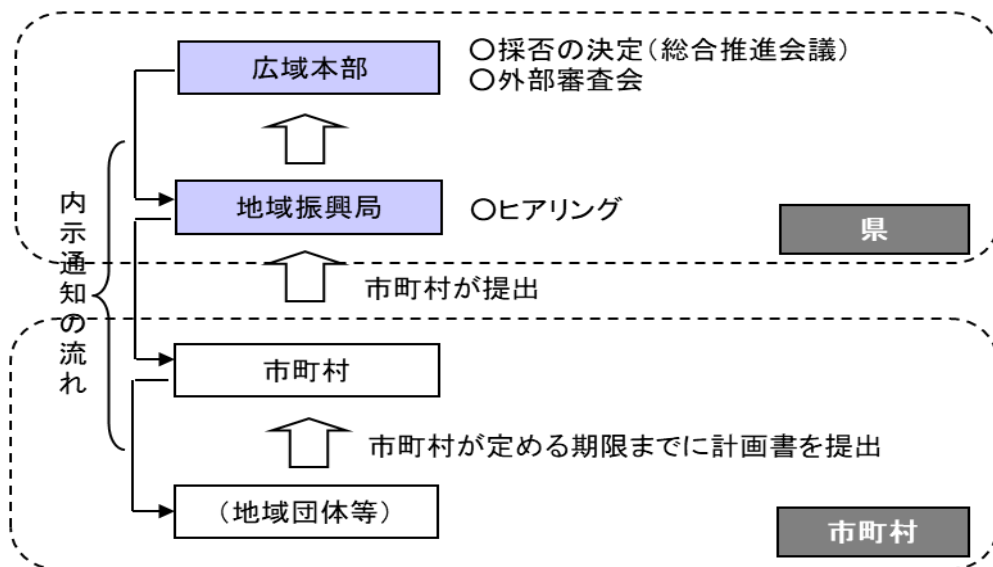 広域本部
○採否の決定（総合推進会議）
○外部審査会
地域振興局
○ヒアリング
県
内示通知の流れ
市町村が提出
市町村
市町村が定める期限までに計画書を提出
（地域団体等）
市町村